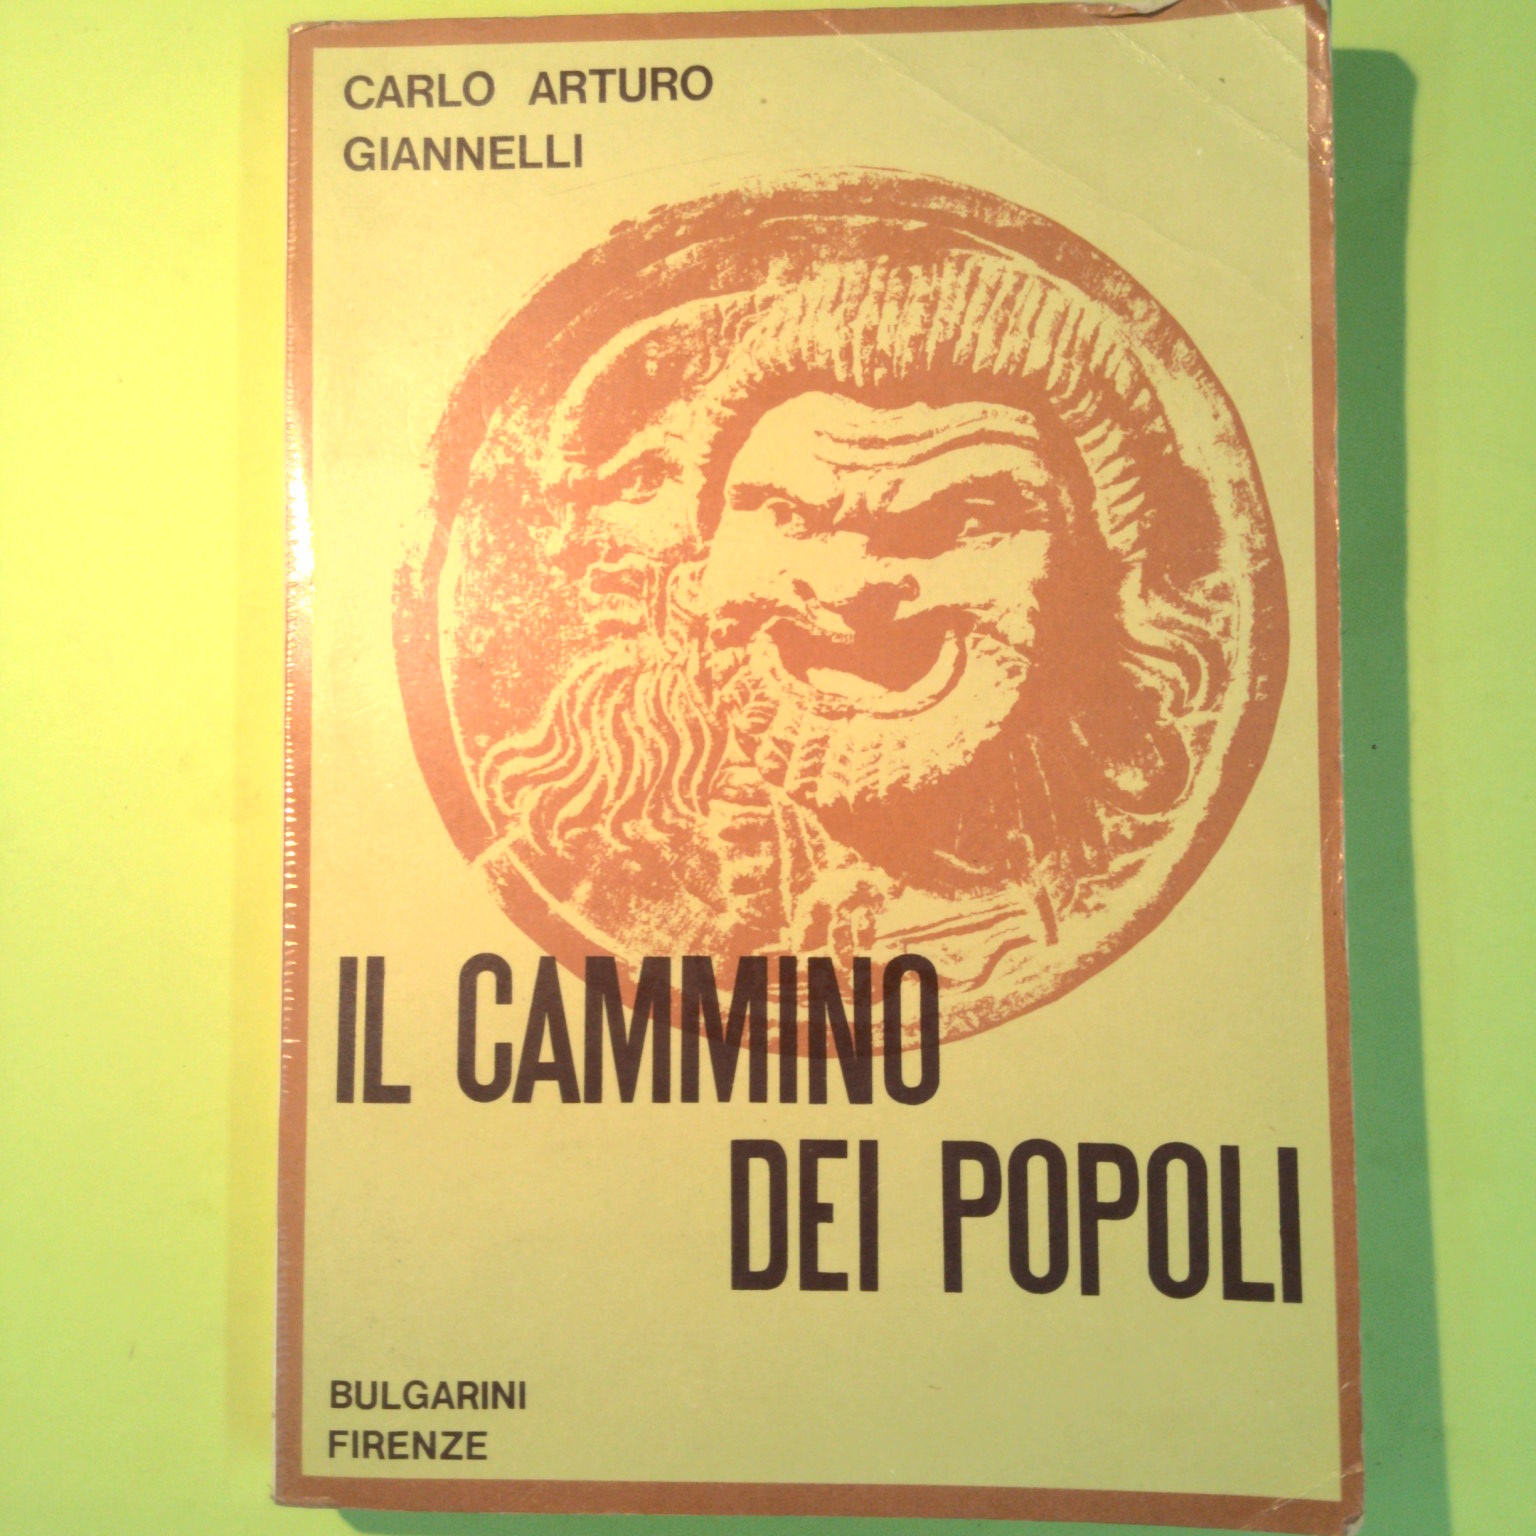 CARLO ARTURO
GIANNELLI
IL CAMMINO
DEI POPOLI
BULGARINI
FIRENZE